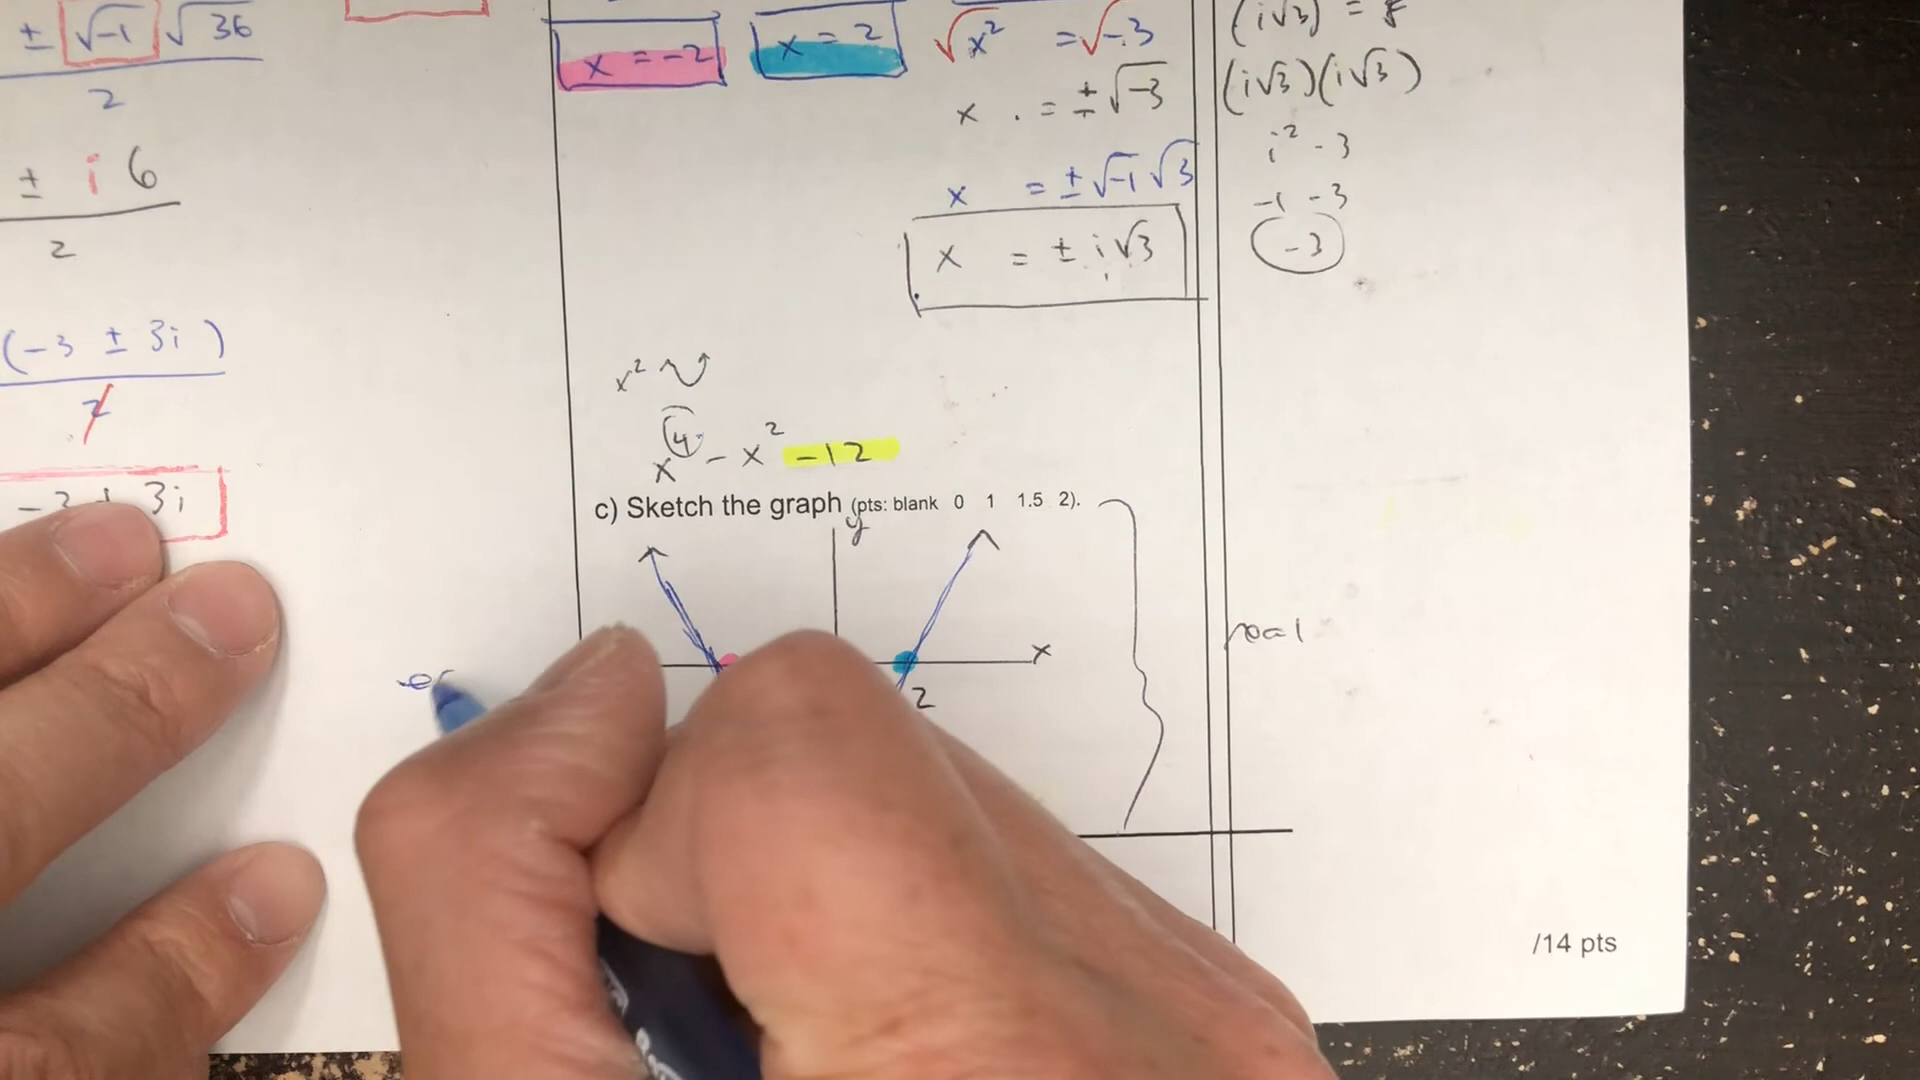 ± √-1 √36
2
± i 6
2
(-3 ± 3i)
2
3i
x = -2
x = 2
√x² = √-3
x = ±√-3
x = ±√-1 √3
x = ± i√3
(i√3)(i√3)
i² - 3
-1 - 3
-3
x²
x⁴ - x² -12
c) Sketch the graph (pts: blank 0 1 1.5 2).
y
x
2
real
/14 pts